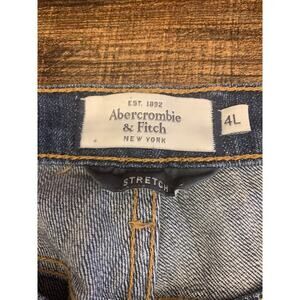 EST. 1892
Abercrombie
& Fitch
NEW YORK
4L
STRETCH